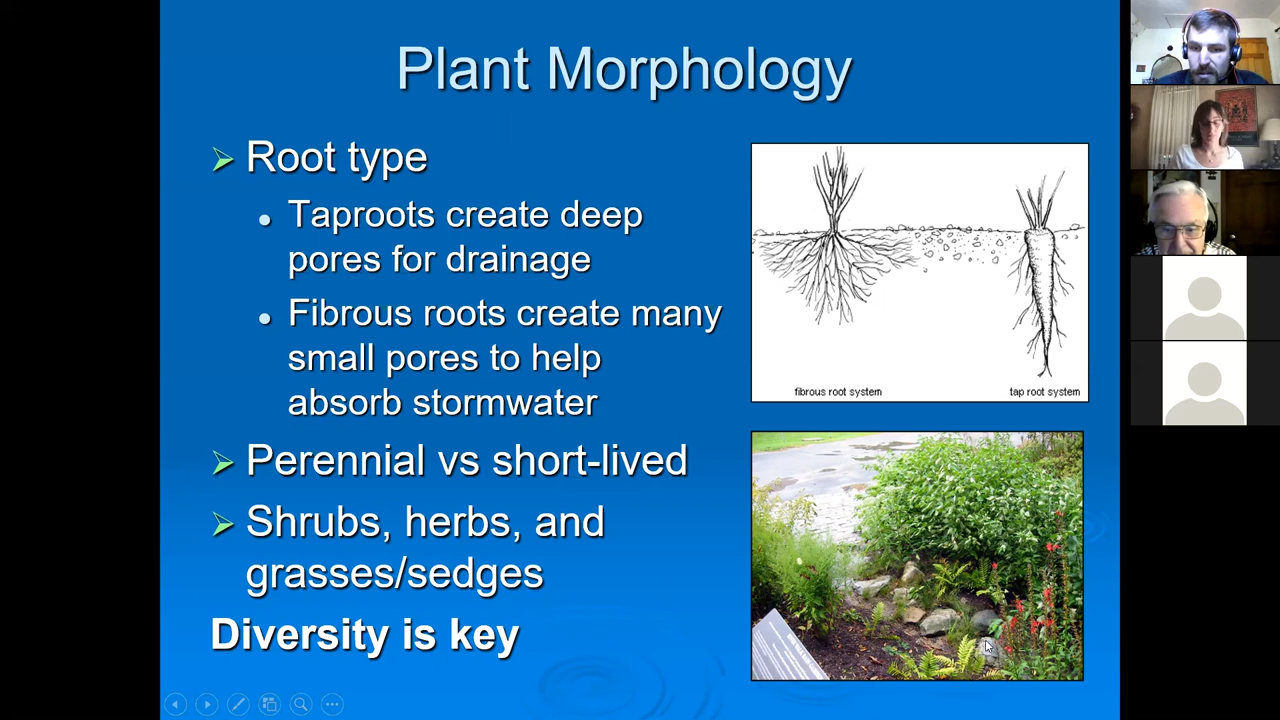 Plant Morphology
Root type
Taproots create deep
pores for drainage
Fibrous roots create many
small pores to help
absorb stormwater
Perennial vs short-lived
Shrubs, herbs, and
grasses/sedges
Diversity is key
fibrous root system
tap root system